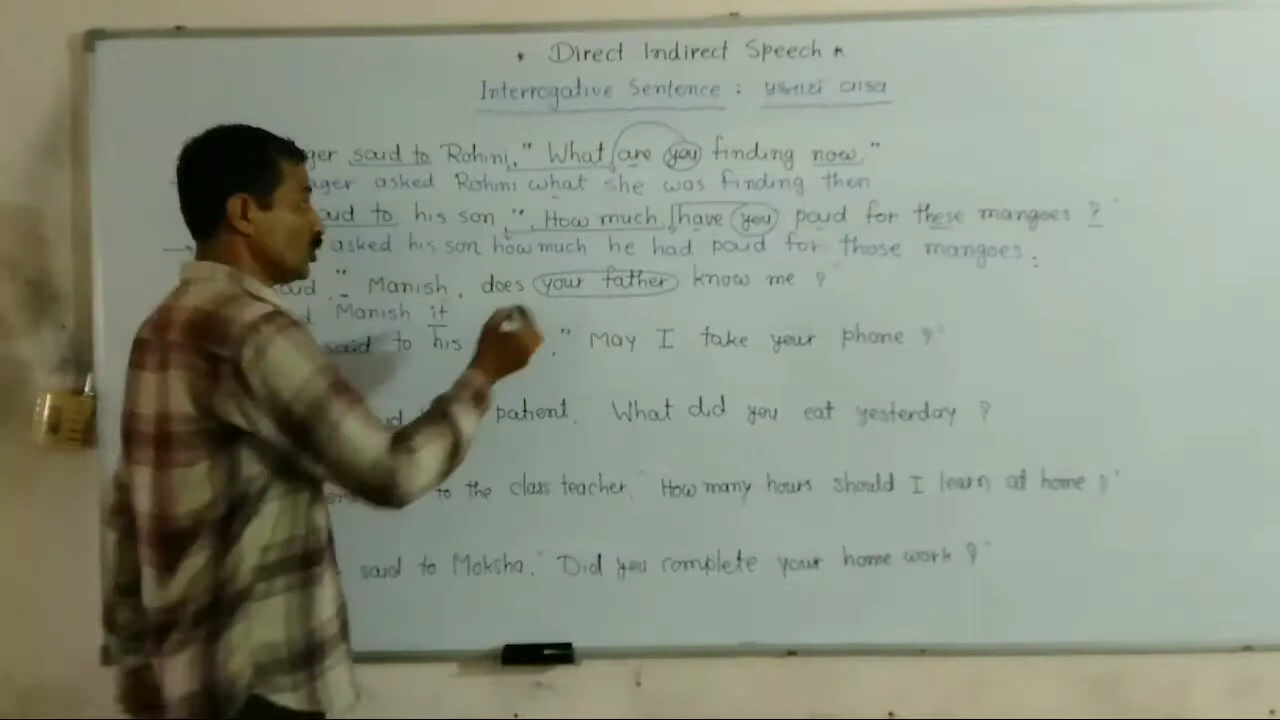 * Direct Indirect Speech *
Interrogative Sentence : પ્રશ્નાર્થ વાક્ય
ger said to Rohini, " What are you finding now."
ager asked Rohini what she was finding then
aid to his son, " How much have you paid for these mangoes ?
asked his son how much he had paid for those mangoes.
aid, " Manish, does your father know me ?
Manish if
said to his , " May I take your phone ?"
patient. What did you eat yesterday ?
to the class teacher. How many hours should I learn at home ?"
said to Moksha. Did you complete your home work ?"